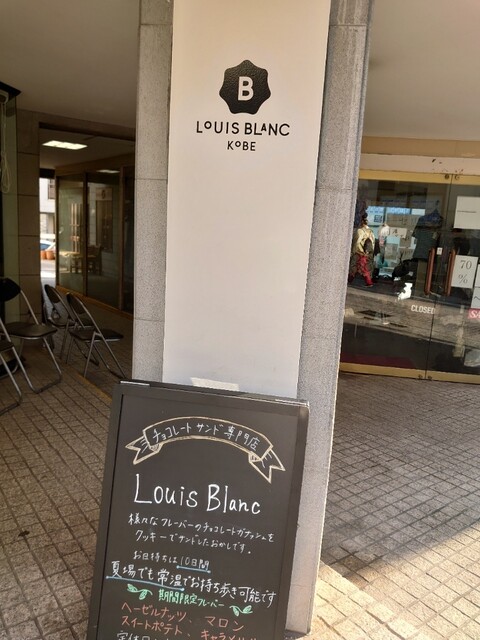 B
LOUIS BLANC
KOBE
70
%
CLOSED
チョコレートサンド専門店
Louis Blanc
様々なフレーバーのチョコレートガナッシュを
クッキーでサンドしたおかしです。
お日持ちは10日間
夏場でも常温でお持ち歩き可能です
期間限定フレーバー
ヘーゼルナッツ、マロン
スイートポテト、キャラメル